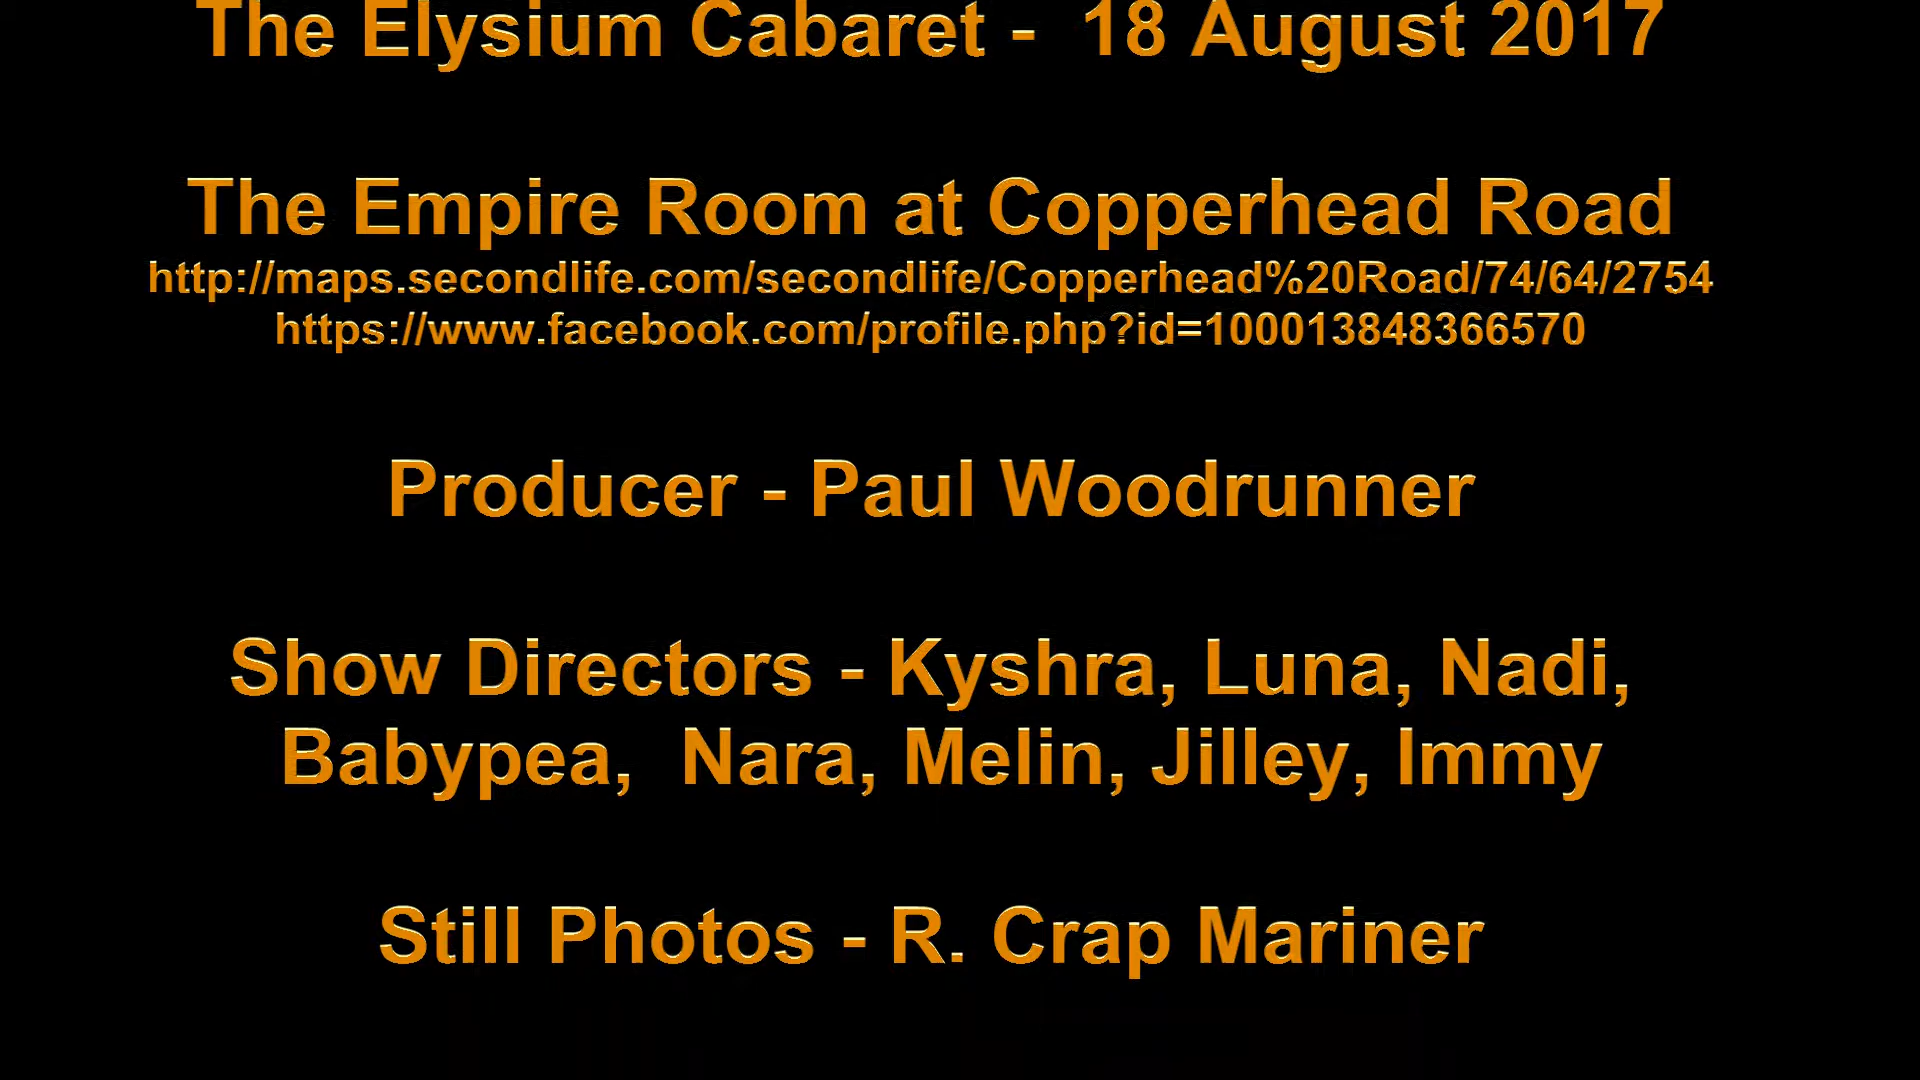 The Elysium Cabaret -  18 August 2017
The Empire Room at Copperhead Road
http://maps.secondlife.com/secondlife/Copperhead%20Road/74/64/2754
https://www.facebook.com/profile.php?id=100013848366570
Producer - Paul Woodrunner
Show Directors - Kyshra, Luna, Nadi,
Babypea,  Nara, Melin, Jilley, Immy
Still Photos - R. Crap Mariner